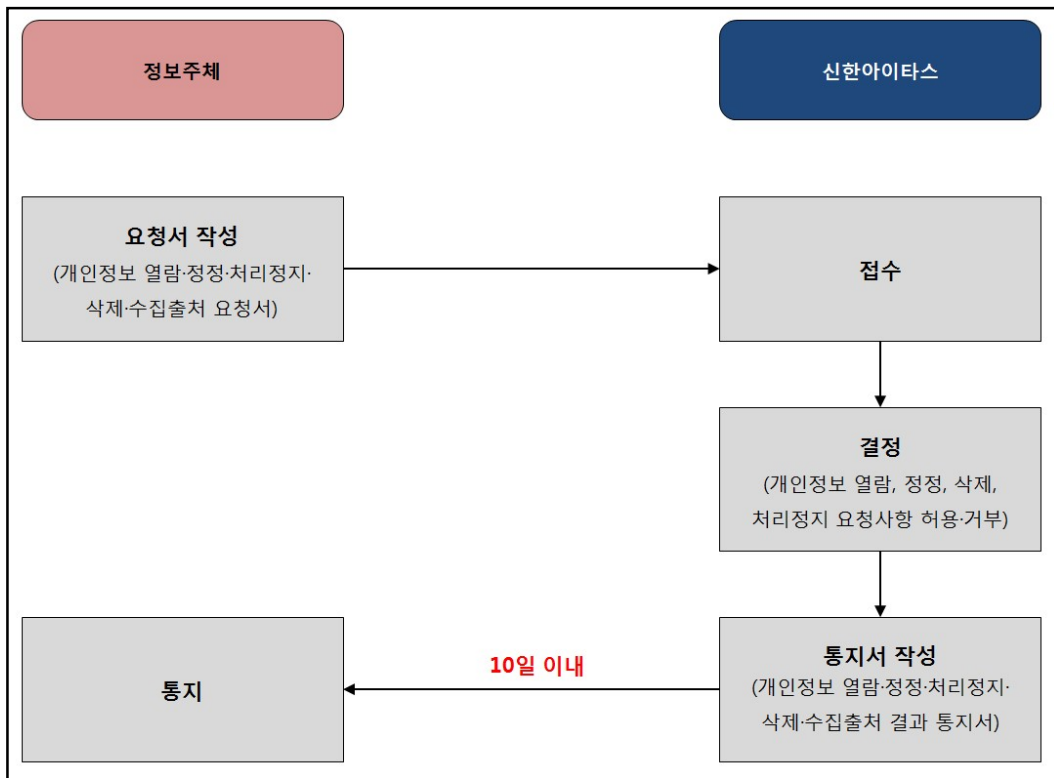 정보주체
신한아이타스
요청서 작성
(개인정보 열람·정정·처리정지·
삭제·수집출처 요청서)
접수
결정
(개인정보 열람, 정정, 삭제,
처리정지 요청사항 허용·거부)
통지
10일 이내
통지서 작성
(개인정보 열람·정정·처리정지·
삭제·수집출처 결과 통지서)